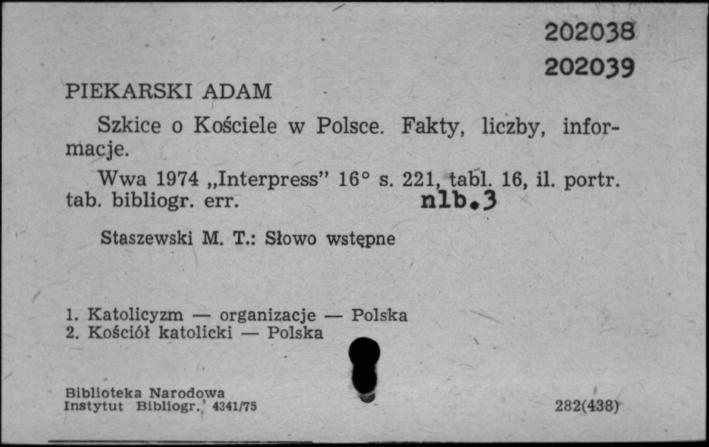 202038
202039
PIEKARSKI ADAM
Szkice o Kościele w Polsce. Fakty, liczby, infor-
macje.
Wwa 1974 „Interpress” 16° s. 221, tabl. 16, il. portr.
tab. bibliogr. err. nlb.3
Staszewski M. T.: Słowo wstępne
1. Katolicyzm — organizacje — Polska
2. Kościół katolicki — Polska
Biblioteka Narodowa
Instytut Bibliogr. 4341/75 282(438)